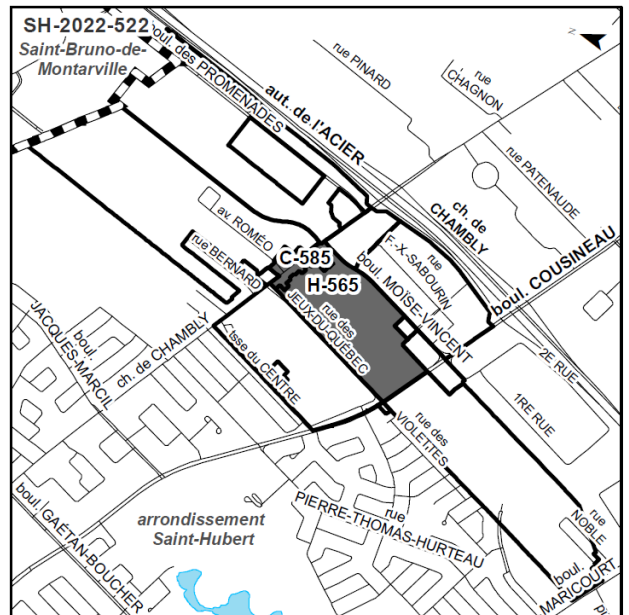 SH-2022-522
Saint-Bruno-de-
Montarville
boul. des PROMENADES
aut. de l'ACIER
rue PINARD
rue
CHAGNON
rue PATENAUDE
ch. de
CHAMBLY
N
av. ROMÉO
rue BERNARD
C-585
H-565
rue
F.-X.-SABOURIN
boul. MOÏSE-VINCENT
boul. COUSINEAU
rue des
JEUX-DU-QUÉBEC
boul.
JACQUES-MARCIL
ch. de CHAMBLY
CENTRE
2E RUE
1RE RUE
rue des
VIOLETTES
rue
PIERRE-THOMAS-HURTEAU
rue
NOBLE
boul.
MARICOURT
boul. GAÉTAN-BOUCHER
arrondissement
Saint-Hubert